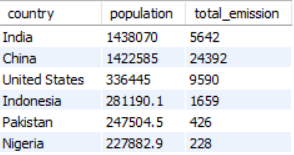 country population total_emission
India 1438070 5642
China 1422585 24392
United States 336445 9590
Indonesia 281190.1 1659
Pakistan 247504.5 426
Nigeria 227882.9 228